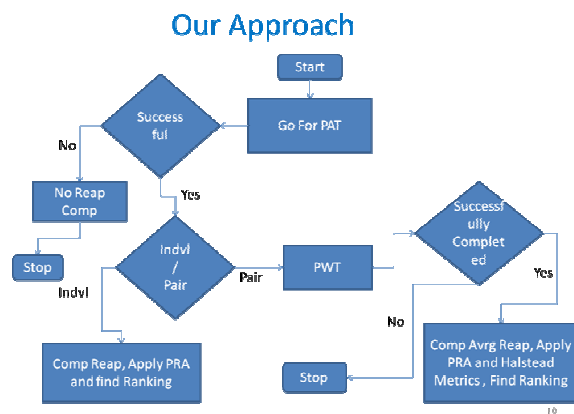 Our Approach
Start
Success
ful
Go For PAT
No
Yes
No Reap
Comp
Stop
Indvl
/
Pair
Indvl
Pair
PWT
Successf
ully
Complet
ed
Yes
No
Comp Reap, Apply PRA
and find Ranking
Stop
Comp Avrg Reap, Apply
PRA and Halstead
Metrics , Find Ranking
10